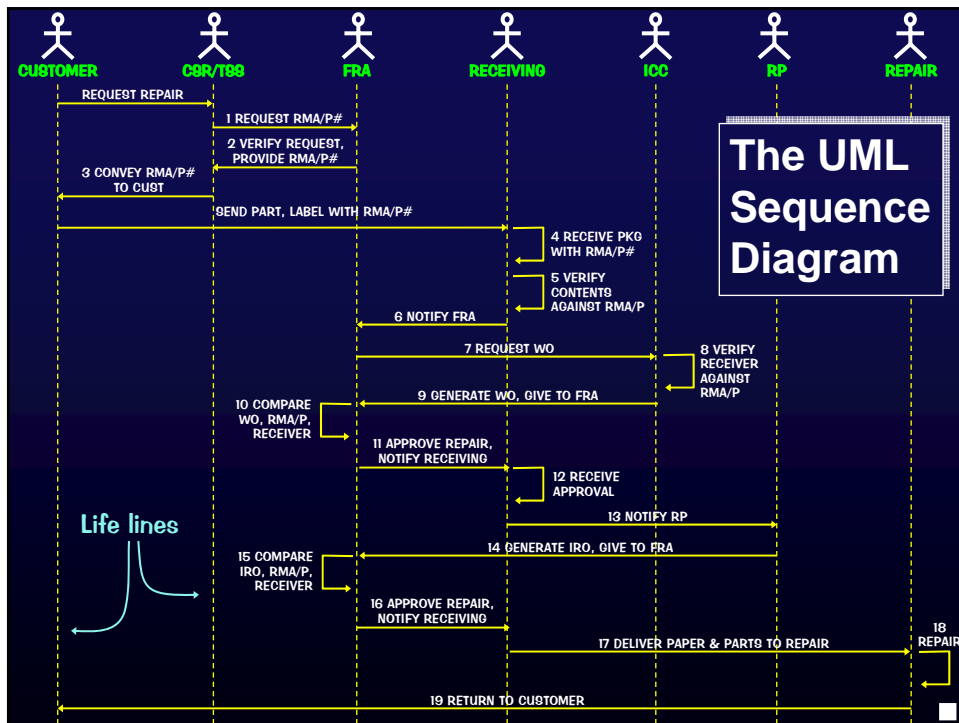 CUSTOMER
CSR/TSS
FRA
RECEIVING
ICC
RP
REPAIR
REQUEST REPAIR
1 REQUEST RMA/P#
2 VERIFY REQUEST,
PROVIDE RMA/P#
3 CONVEY RMA/P#
TO CUST
SEND PART, LABEL WITH RMA/P#
The UML
Sequence
Diagram
4 RECEIVE PKG
WITH RMA/P#
5 VERIFY
CONTENTS
AGAINST RMA/P
6 NOTIFY FRA
7 REQUEST WO
8 VERIFY
RECEIVER
AGAINST
RMA/P
9 GENERATE WO, GIVE TO FRA
10 COMPARE
WO, RMA/P,
RECEIVER
11 APPROVE REPAIR,
NOTIFY RECEIVING
12 RECEIVE
APPROVAL
13 NOTIFY RP
Life lines
14 GENERATE IRO, GIVE TO FRA
15 COMPARE
IRO, RMA/P,
RECEIVER
16 APPROVE REPAIR,
NOTIFY RECEIVING
17 DELIVER PAPER & PARTS TO REPAIR
18
REPAIR
19 RETURN TO CUSTOMER